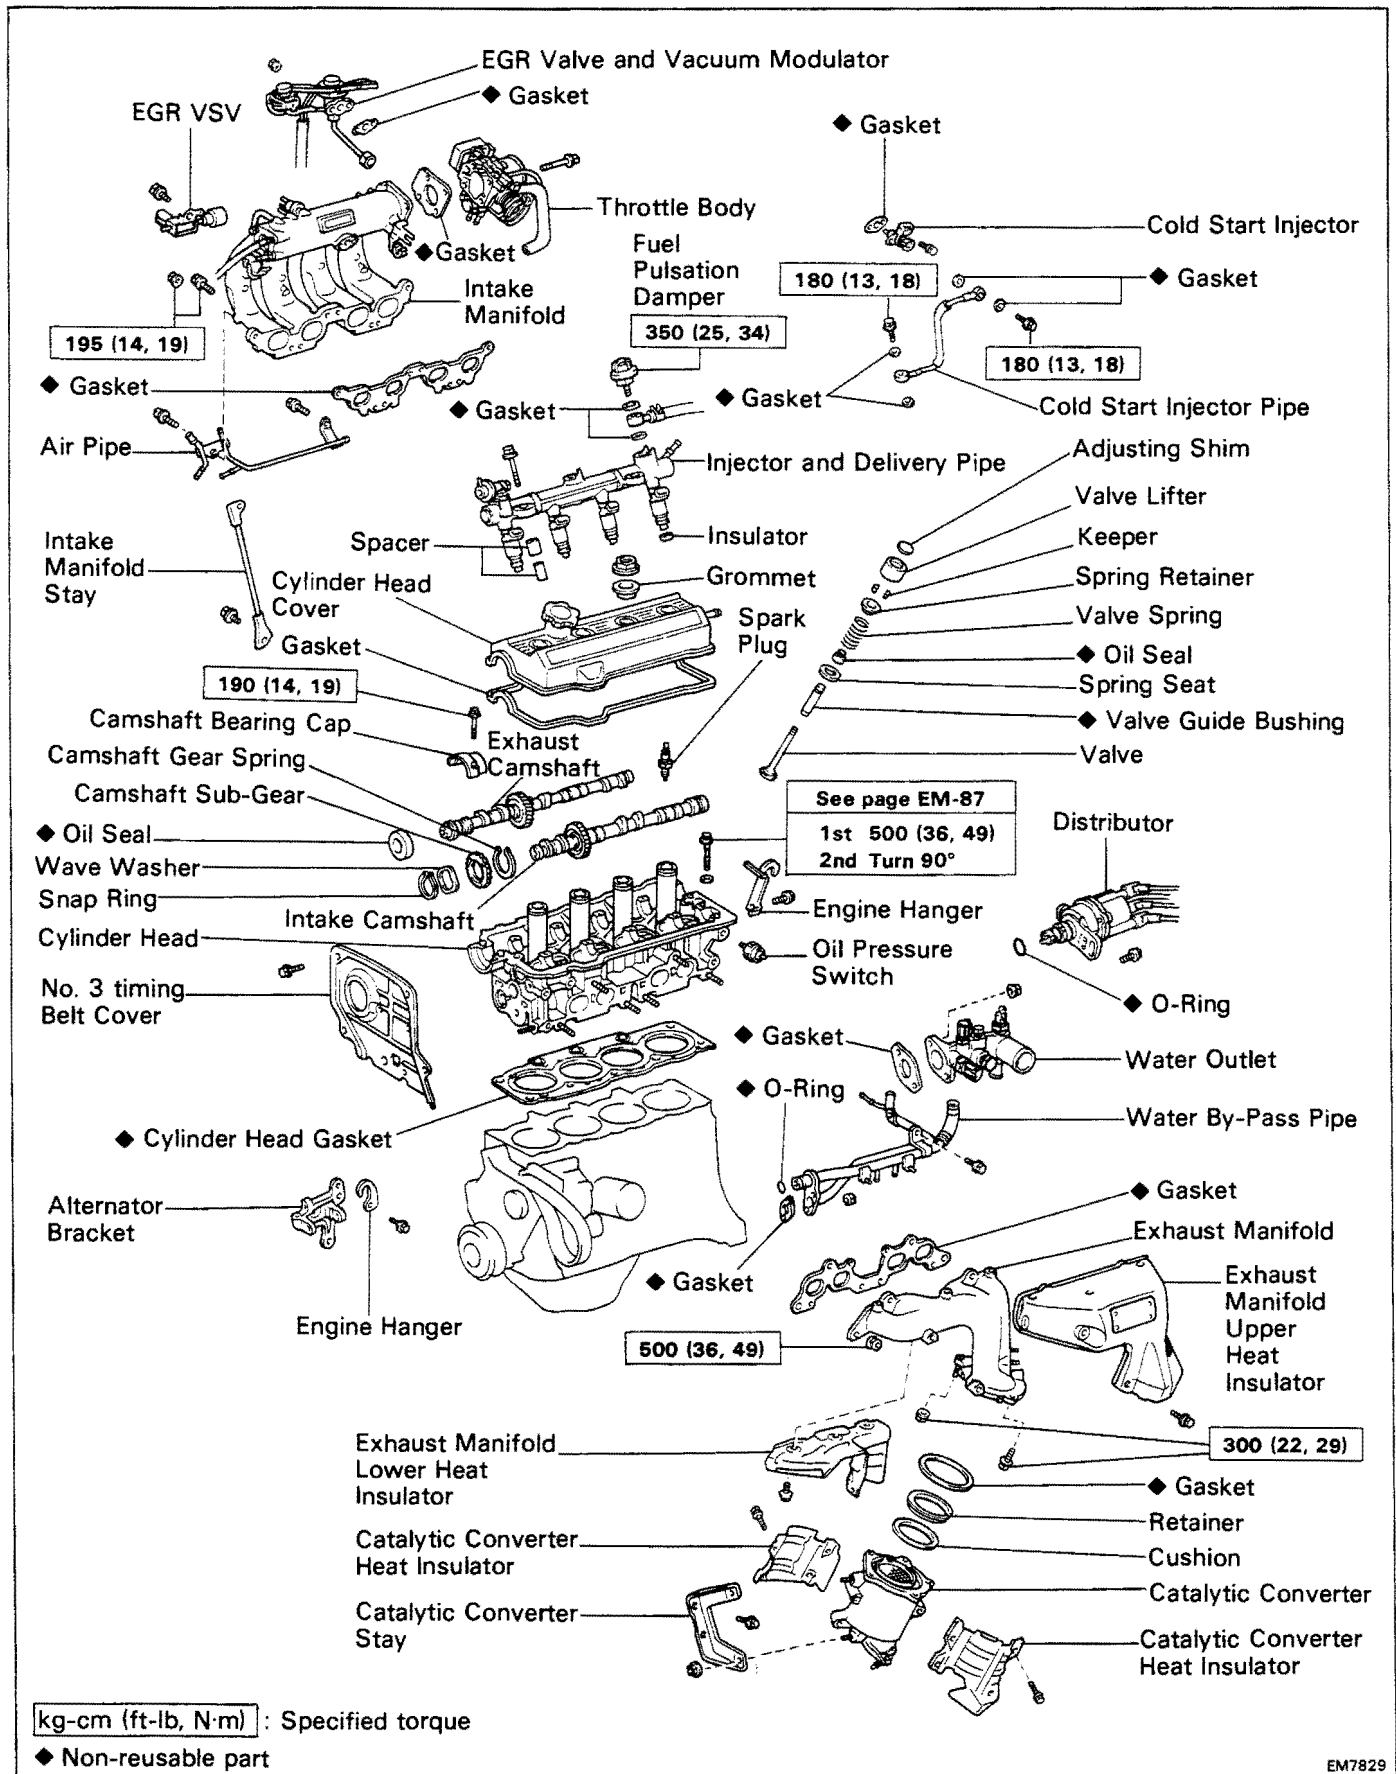 EGR Valve and Vacuum Modulator
◆ Gasket
EGR VSV
◆ Gasket
Throttle Body
Cold Start Injector
◆ Gasket
Fuel
Pulsation
Damper
180 (13, 18)
◆ Gasket
Intake
Manifold
195 (14, 19)
350 (25, 34)
180 (13, 18)
◆ Gasket
◆ Gasket
◆ Gasket
Cold Start Injector Pipe
Air Pipe
Injector and Delivery Pipe
Adjusting Shim
Valve Lifter
Intake
Manifold
Stay
Spacer
Insulator
Keeper
Cylinder Head
Cover
Grommet
Spring Retainer
Gasket
Spark
Plug
Valve Spring
◆ Oil Seal
190 (14, 19)
Spring Seat
Camshaft Bearing Cap
◆ Valve Guide Bushing
Exhaust
Camshaft
Camshaft Gear Spring
Valve
Camshaft Sub-Gear
See page EM-87
1st 500 (36, 49)
2nd Turn 90°
Distributor
◆ Oil Seal
Wave Washer
Snap Ring
Intake Camshaft
Engine Hanger
Cylinder Head
Oil Pressure
Switch
No. 3 timing
Belt Cover
◆ O-Ring
◆ Gasket
Water Outlet
◆ O-Ring
Water By-Pass Pipe
◆ Cylinder Head Gasket
Alternator
Bracket
◆ Gasket
Exhaust Manifold
◆ Gasket
Exhaust
Manifold
Upper
Heat
Insulator
Engine Hanger
500 (36, 49)
Exhaust Manifold
Lower Heat
Insulator
300 (22, 29)
◆ Gasket
Retainer
Catalytic Converter
Heat Insulator
Cushion
Catalytic Converter
Catalytic Converter
Stay
Catalytic Converter
Heat Insulator
kg-cm (ft-lb, N·m) : Specified torque
◆ Non-reusable part
EM7829